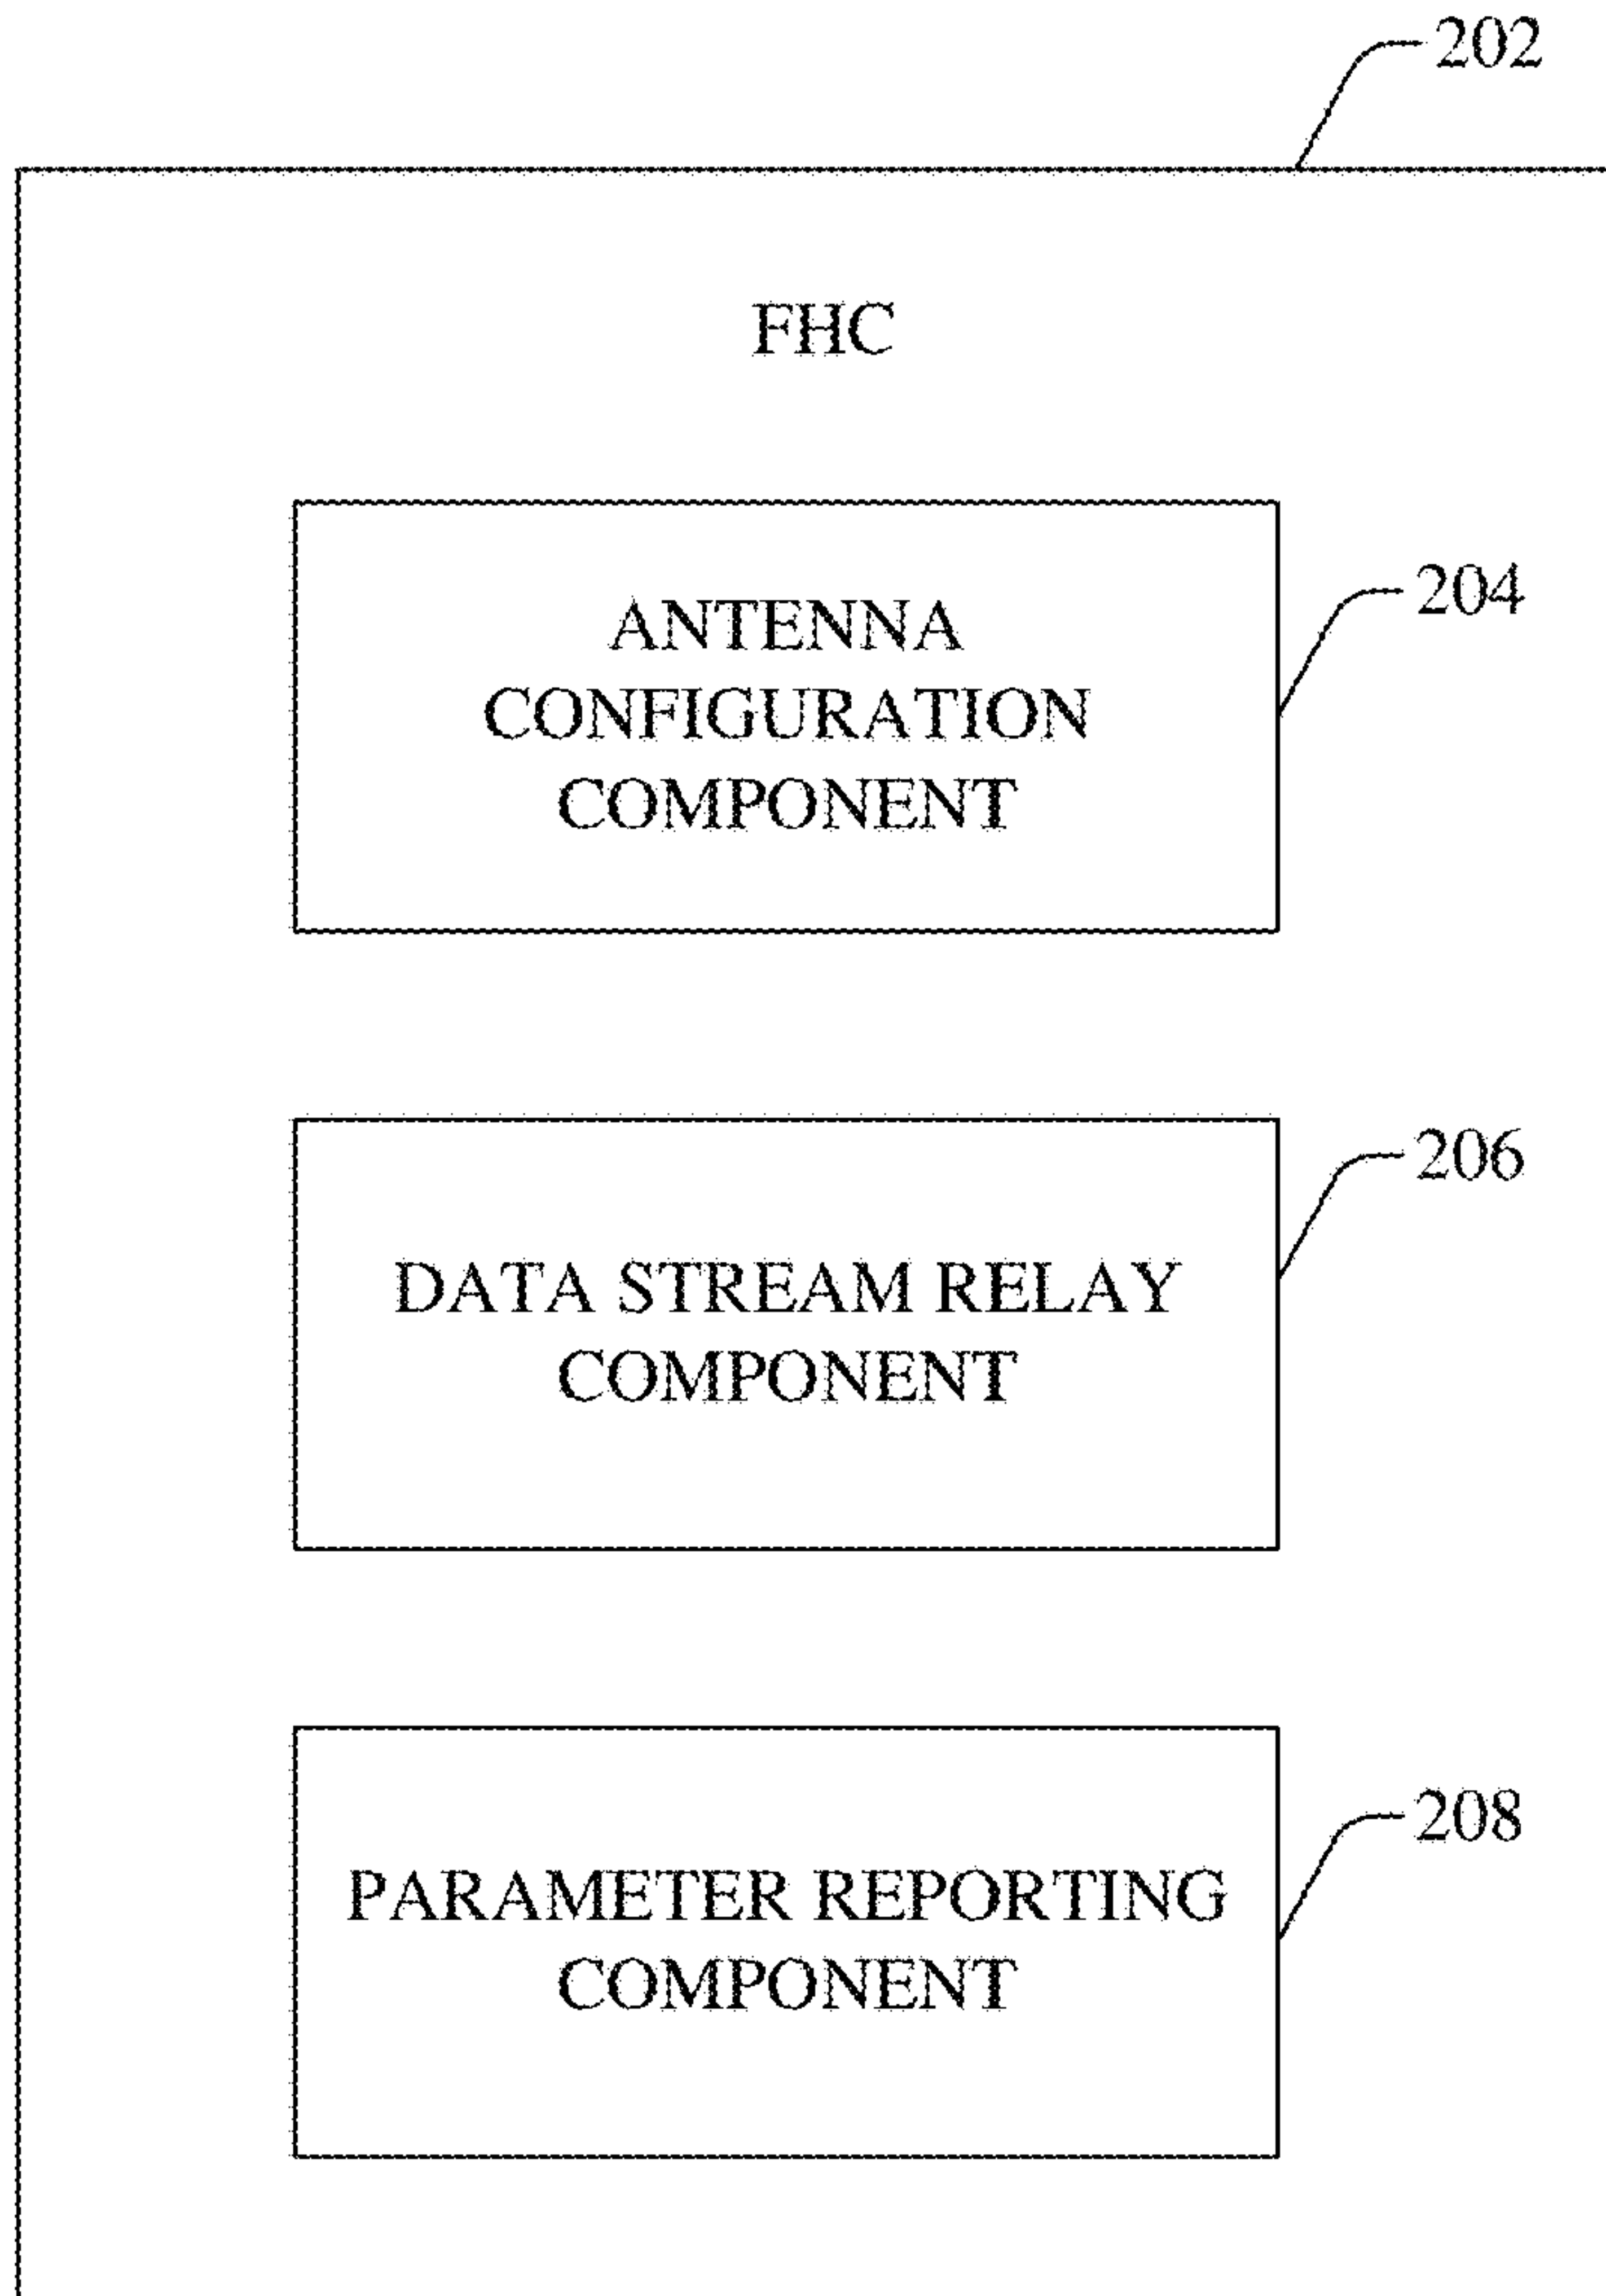 202
FHC
ANTENNA
CONFIGURATION
COMPONENT
204
DATA STREAM RELAY
COMPONENT
206
PARAMETER REPORTING
COMPONENT
208